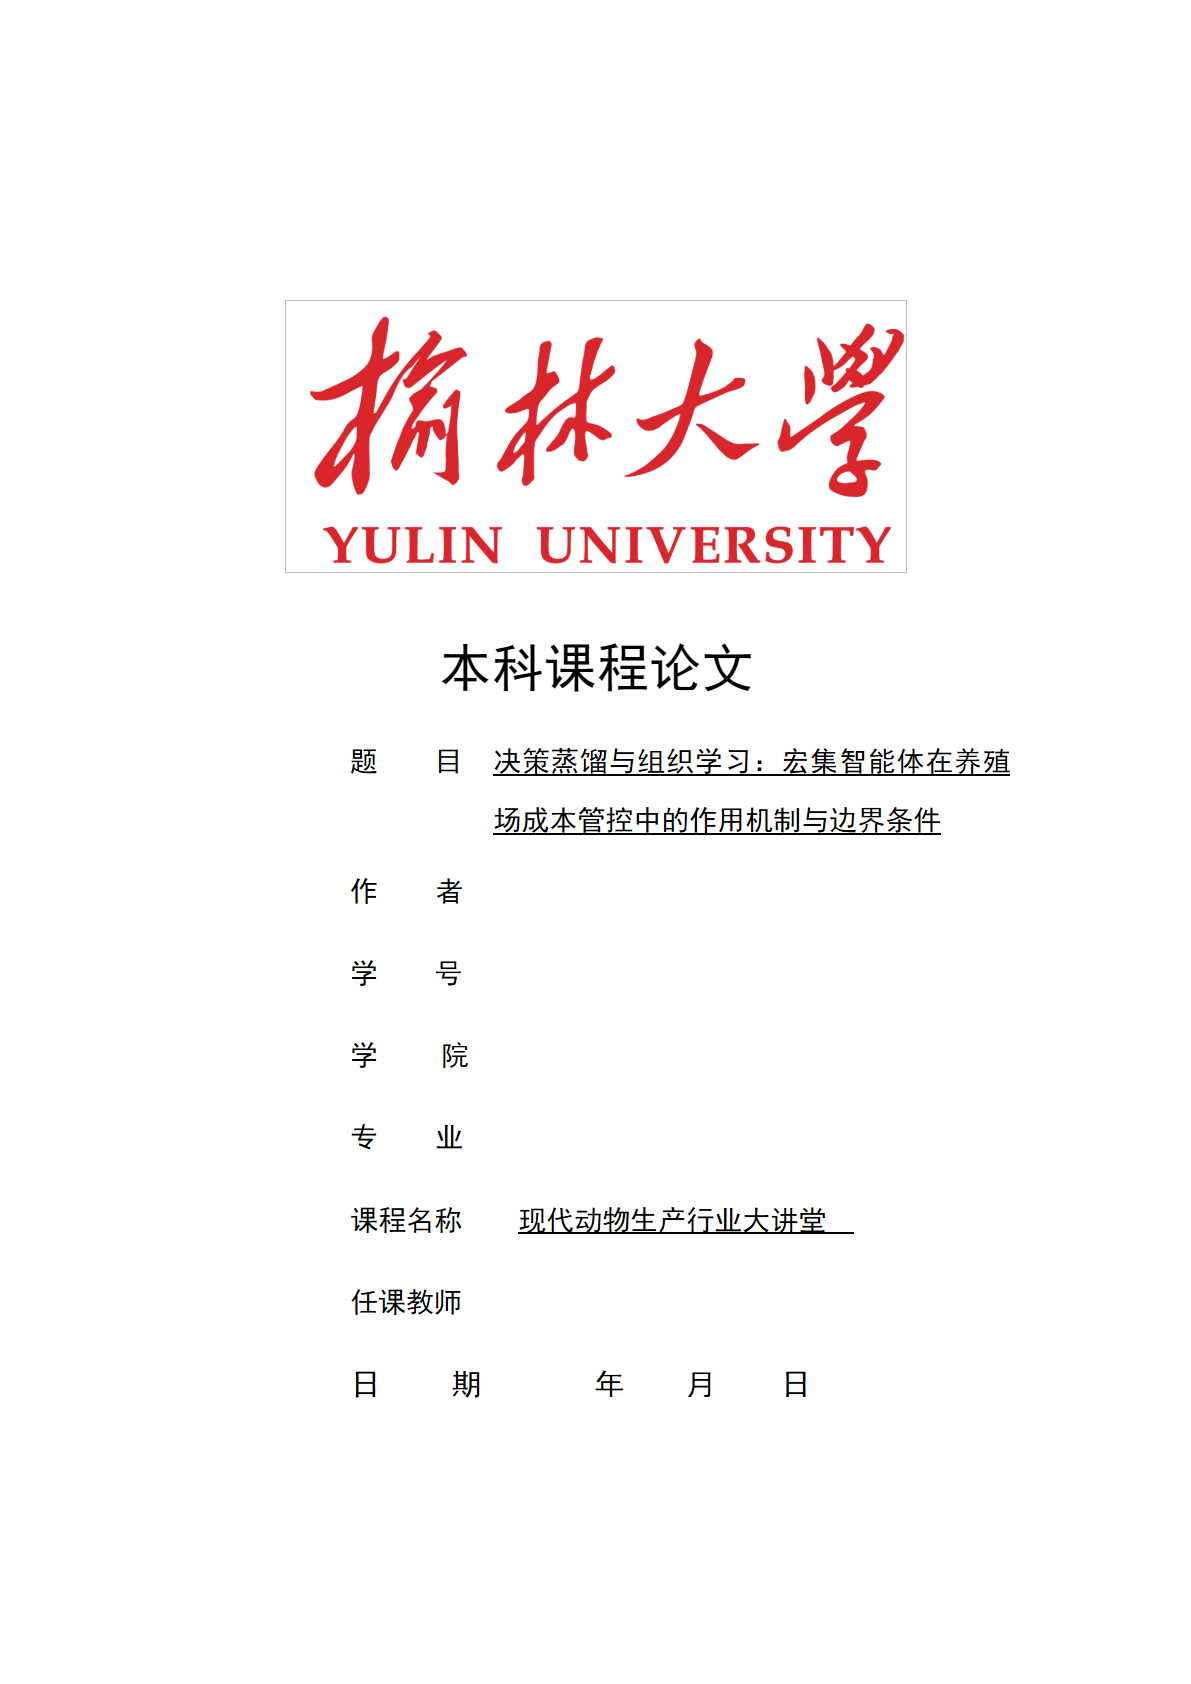 榆林大学
YULIN UNIVERSITY
本科课程论文
题 目 决策蒸馏与组织学习：宏集智能体在养殖
场成本管控中的作用机制与边界条件
作 者
学 号
学 院
专 业
课程名称 现代动物生产行业大讲堂
任课教师
日 期 年 月 日